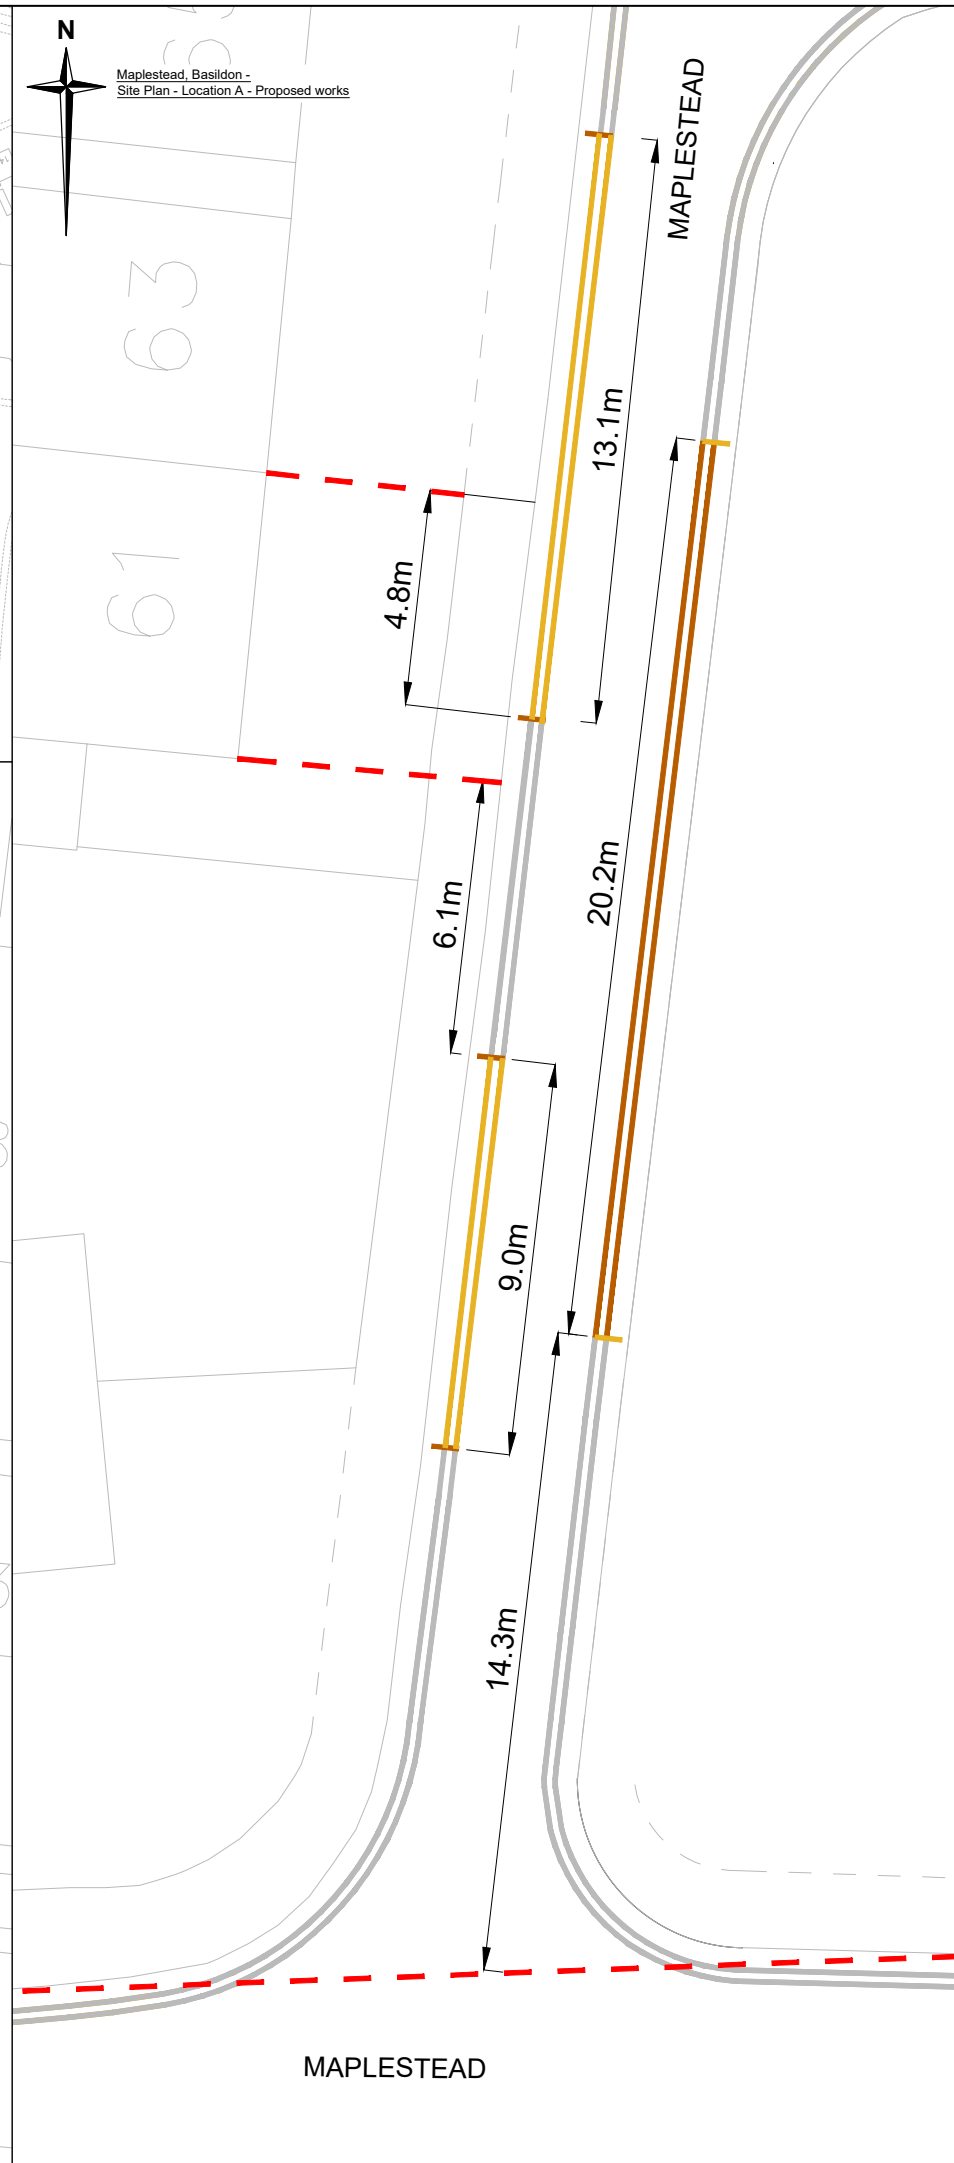 N
Maplestead, Basildon -
Site Plan - Location A - Proposed works
MAPLESTEAD
63
13.1m
61
4.8m
20.2m
6.1m
9.0m
14.3m
MAPLESTEAD